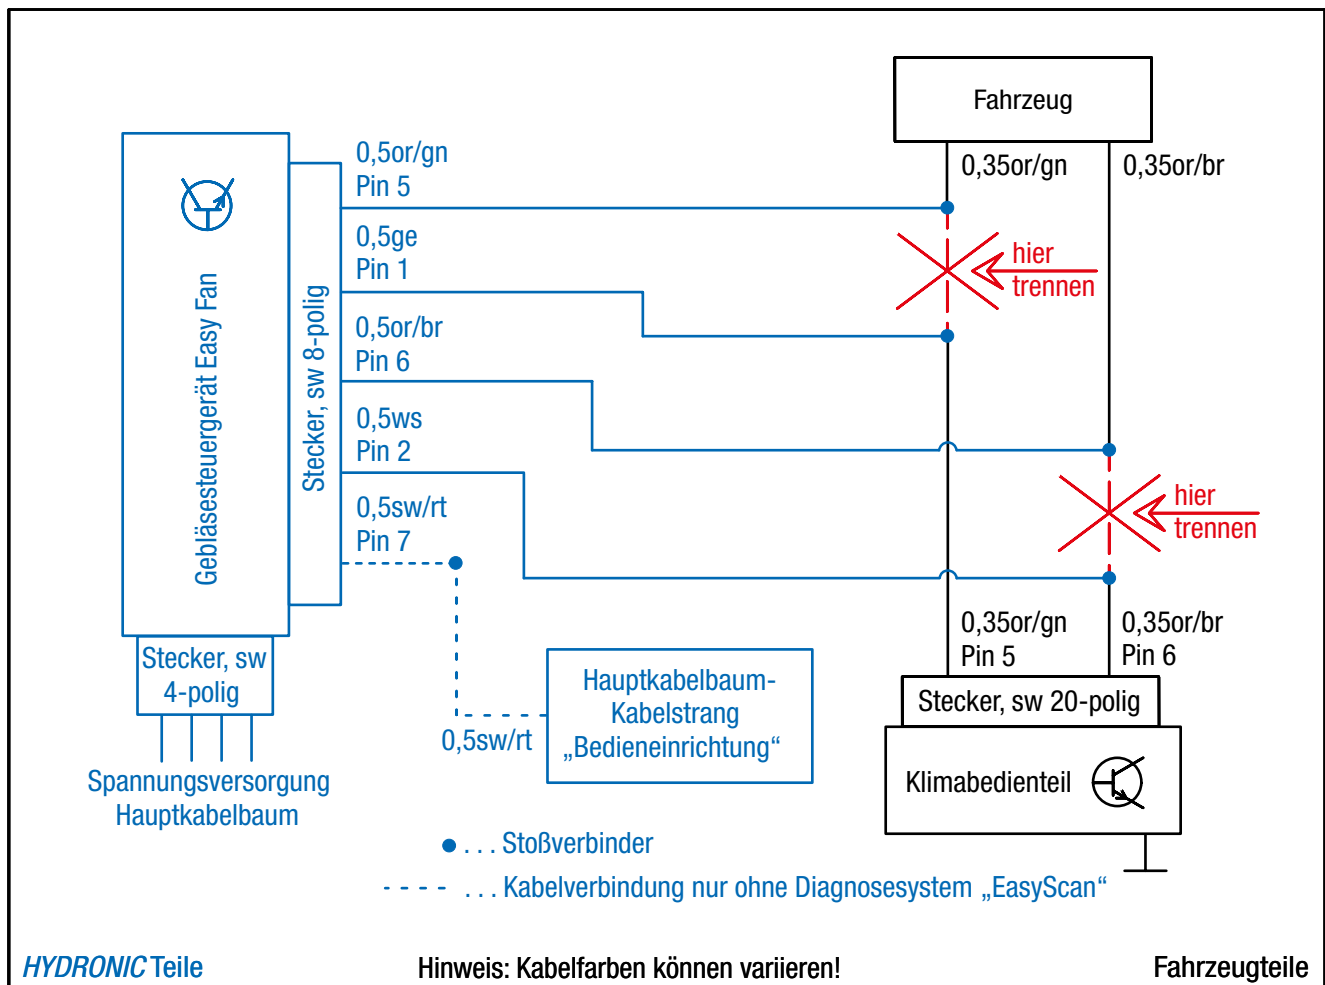 Fahrzeug
0,35or/gn
0,35or/br
0,5or/gn
Pin 5
0,5ge
Pin 1
0,5or/br
Pin 6
0,5ws
Pin 2
0,5sw/rt
Pin 7
Gebläsesteuergerät Easy Fan
Stecker, sw 8-polig
hier
trennen
hier
trennen
Stecker, sw
4-polig
Spannungsversorgung
Hauptkabelbaum
0,5sw/rt
Hauptkabelbaum-
Kabelstrang
„Bedieneinrichtung“
0,35or/gn
Pin 5
0,35or/br
Pin 6
Stecker, sw 20-polig
Klimabedienteil
. . . Stoßverbinder
. . . Kabelverbindung nur ohne Diagnosesystem „EasyScan“
HYDRONIC Teile
Hinweis: Kabelfarben können variieren!
Fahrzeugteile